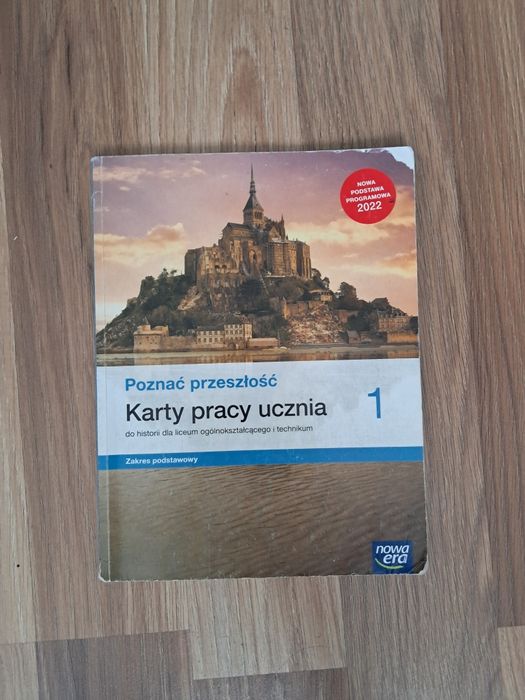 NOWA
PODSTAWA
PROGRAMOWA
2022
Poznać przeszłość
Karty pracy ucznia 1
do historii dla liceum ogólnokształcącego i technikum
Zakres podstawowy
nowa
era